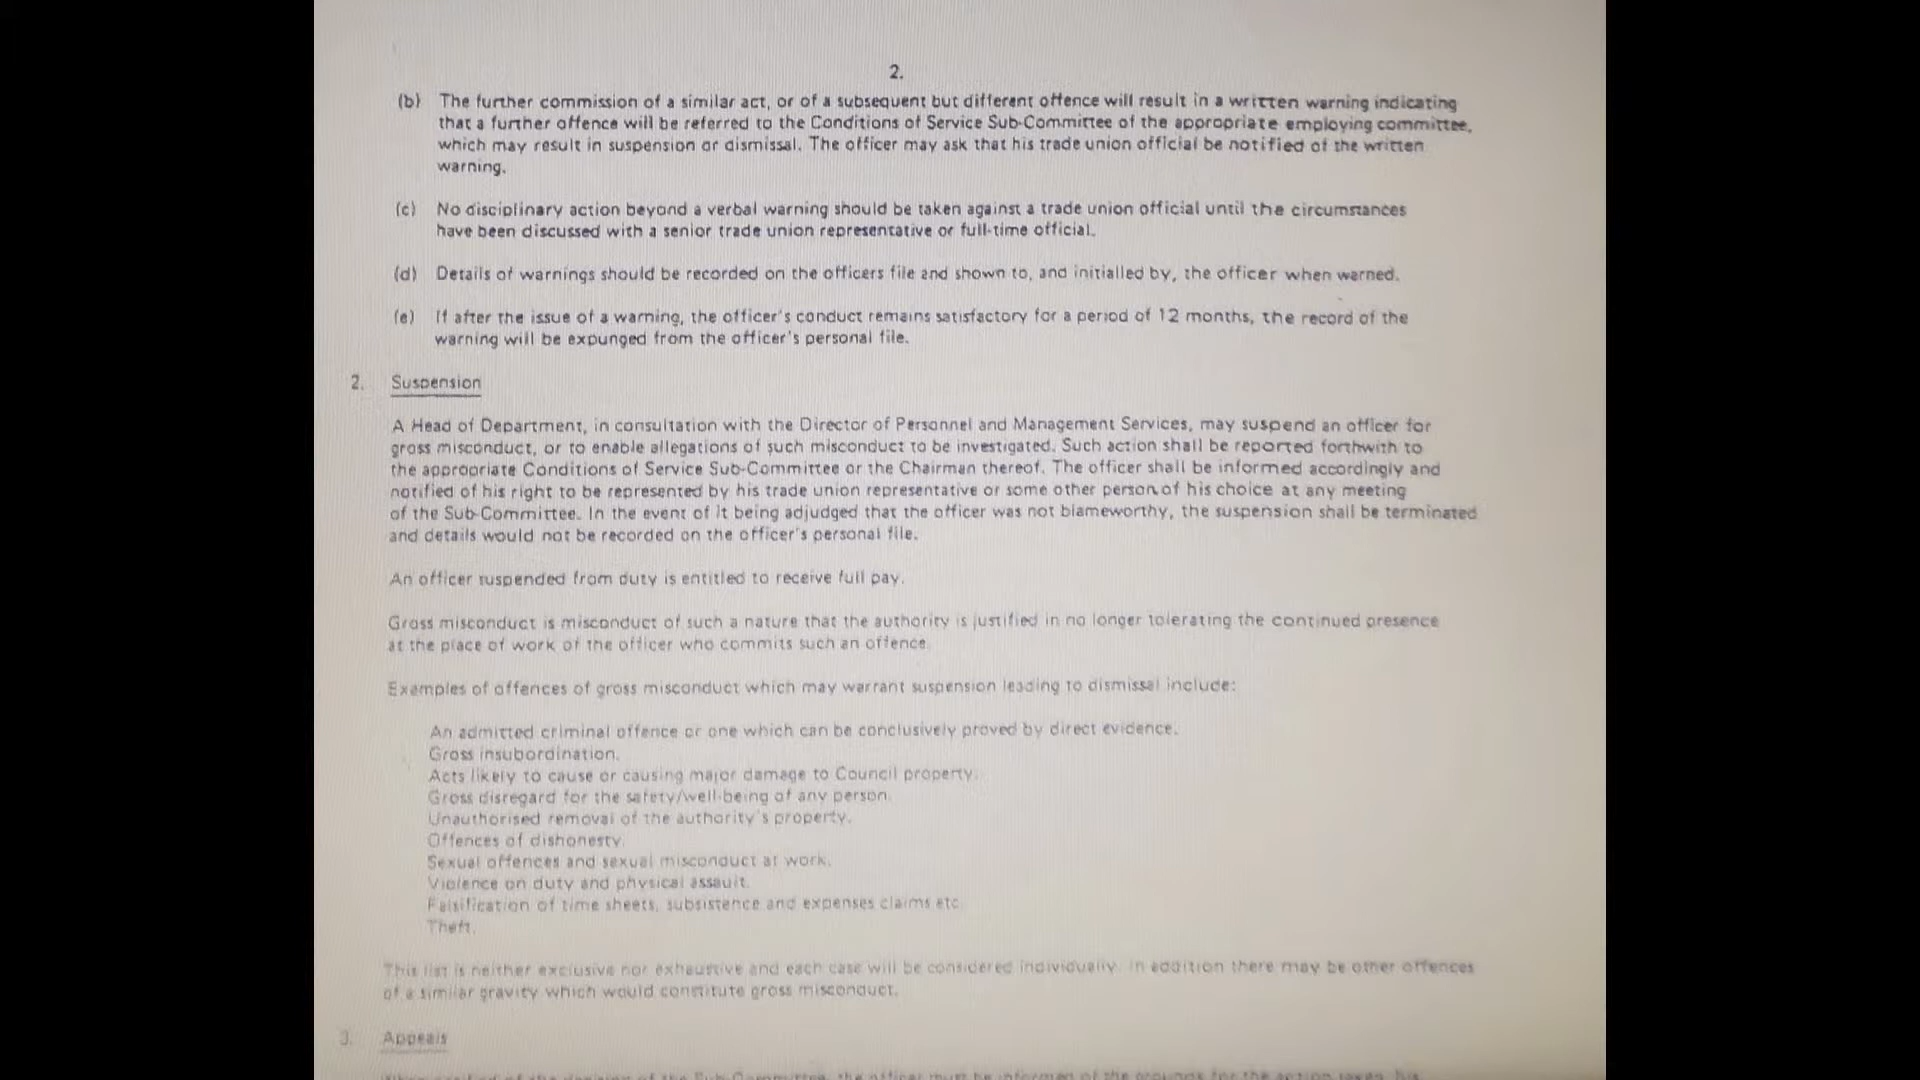 2.
(b) The further commission of a similar act, or of a subsequent but different offence will result in a written warning indicating
that a further offence will be referred to the Conditions of Service Sub-Committee of the appropriate employing committee,
which may result in suspension or dismissal. The officer may ask that his trade union official be notified of the written
warning.
(c) No disciplinary action beyond a verbal warning should be taken against a trade union official until the circumstances
have been discussed with a senior trade union representative or full-time official.
(d) Details of warnings should be recorded on the officers file and shown to, and initialled by, the officer when warned.
(e) If after the issue of a warning, the officer's conduct remains satisfactory for a period of 12 months, the record of the
warning will be expunged from the officer's personal file.
2. Suspension
A Head of Department, in consultation with the Director of Personnel and Management Services, may suspend an officer for
gross misconduct, or to enable allegations of such misconduct to be investigated. Such action shall be reported forthwith to
the appropriate Conditions of Service Sub-Committee or the Chairman thereof. The officer shall be informed accordingly and
notified of his right to be represented by his trade union representative or some other person of his choice at any meeting
of the Sub-Committee. In the event of it being adjudged that the officer was not blameworthy, the suspension shall be terminated
and details would not be recorded on the officer's personal file.
An officer suspended from duty is entitled to receive full pay.
Gross misconduct is misconduct of such a nature that the authority is justified in no longer tolerating the continued presence
at the place of work of the officer who commits such an offence.
Examples of offences of gross misconduct which may warrant suspension leading to dismissal include:
An admitted criminal offence or one which can be conclusively proved by direct evidence.
Gross insubordination.
Acts likely to cause or causing major damage to Council property.
Gross disregard for the safety/well-being of any person.
Unauthorised removal of the authority's property.
Offences of dishonesty.
Sexual offences and sexual misconduct at work.
Violence on duty and physical assault.
Falsification of time sheets, subsistence and expenses claims etc.
Theft.
This list is neither exclusive nor exhaustive and each case will be considered individually. In addition there may be other offences
of a similar gravity which would constitute gross misconduct.
3. Appeals
the officer must be informed of the grounds for the action taken, his